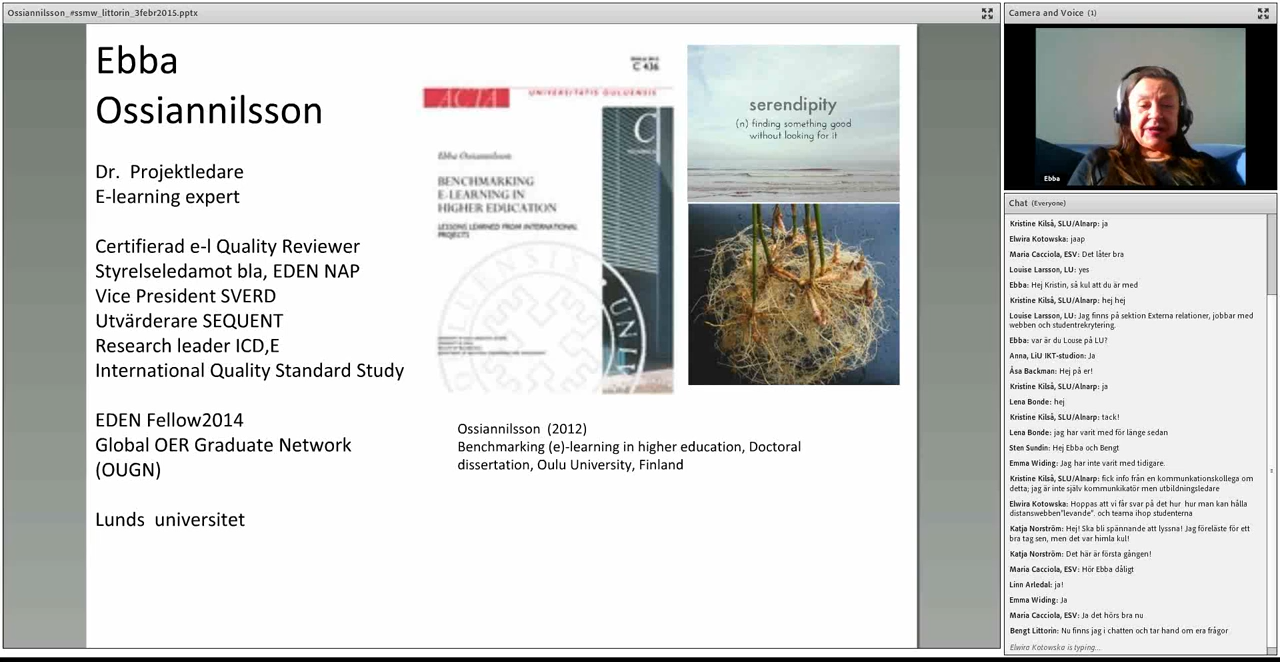 Ossiannilsson_#ssmw_littorin_3febr2015.pptx
Ebba
Ossiannilsson
Dr. Projektledare
E-learning expert
Certifierad e-l Quality Reviewer
Styrelseledamot bla, EDEN NAP
Vice President SVERD
Utvärderare SEQUENT
Research leader ICD,E
International Quality Standard Study
EDEN Fellow2014
Global OER Graduate Network
(OUGN)
Lunds universitet
C 436
ACTA
UNIVERSITATIS OULUENSIS
Ebba Ossiannilsson
BENCHMARKING
E-LEARNING IN
HIGHER EDUCATION
LESSONS LEARNED FROM INTERNATIONAL
PROJECTS
serendipity
(n) finding something good
without looking for it
Ossiannilsson (2012)
Benchmarking (e)-learning in higher education, Doctoral
dissertation, Oulu University, Finland
Camera and Voice (1)
Ebba
Chat (Everyone)
Kristine Kilså, SLU/Alnarp: ja
Elwira Kotowska: jaap
Maria Cacciola, ESV: Det låter bra
Louise Larsson, LU: yes
Ebba: Hej Kristin, så kul att du är med
Kristine Kilså, SLU/Alnarp: hej hej
Louise Larsson, LU: Jag finns på sektion Externa relationer, jobbar med
webben och studentrekrytering.
Ebba: var är du Louse på LU?
Anna, LiU IKT-studion: Ja
Åsa Backman: Hej på er!
Kristine Kilså, SLU/Alnarp: ja
Lena Bonde: hej
Kristine Kilså, SLU/Alnarp: tack!
Lena Bonde: jag har varit med för länge sedan
Sten Sundin: Hej Ebba och Bengt
Emma Widing: Jag har inte varit med tidigare.
Kristine Kilså, SLU/Alnarp: fick info från en kommunkationskollega om
detta; jag är inte själv kommunkikatör men utbildningsledare
Elwira Kotowska: Hoppas att vi får svar på det hur hur man kan hålla
distanswebben"levande". och teama ihop studenterna
Katja Norström: Hej! Ska bli spännande att lyssna! Jag föreläste för ett
bra tag sen, men det var himla kul!
Katja Norström: Det här är första gången!
Maria Cacciola, ESV: Hör Ebba dåligt
Linn Arledal: ja!
Emma Widing: Ja
Maria Cacciola, ESV: Ja det hörs bra nu
Bengt Littorin: Nu finns jag i chatten och tar hand om era frågor
Elwira Kotowska is typing...